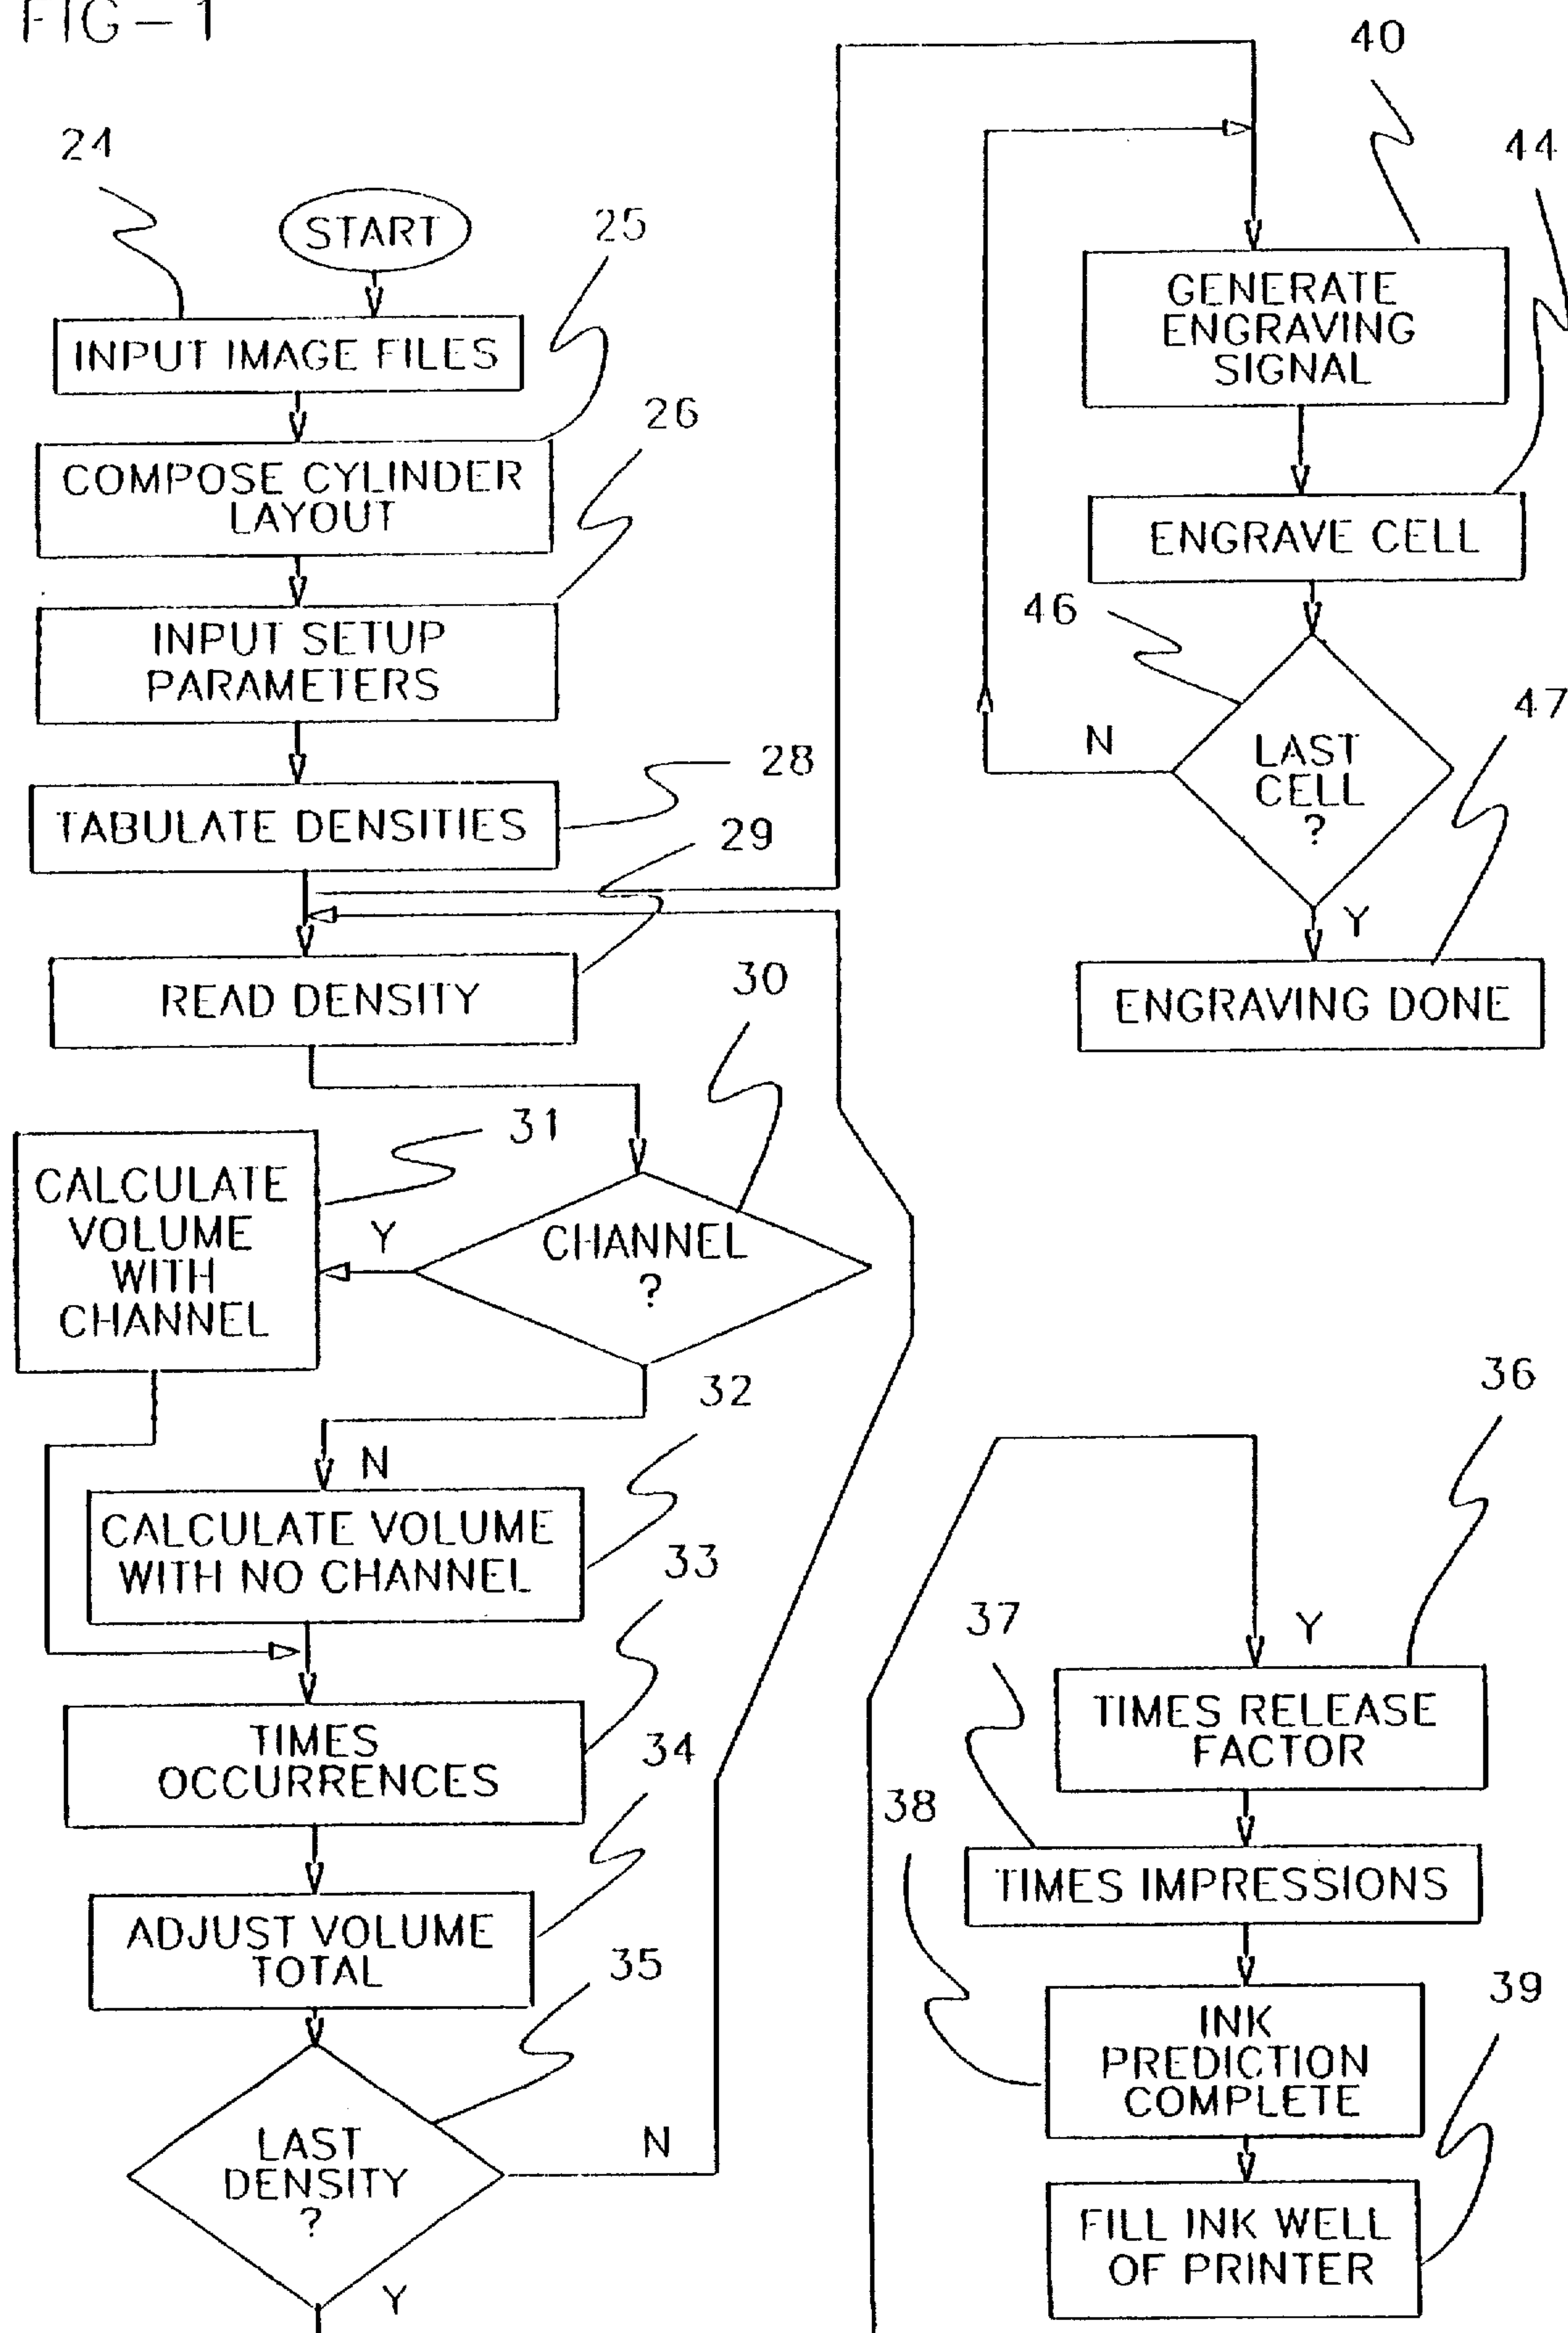 FIG-1
24
START
25
INPUT IMAGE FILES
26
COMPOSE CYLINDER
LAYOUT
INPUT SETUP
PARAMETERS
28
TABULATE DENSITIES
29
READ DENSITY
30
31
CALCULATE
VOLUME
WITH
CHANNEL
Y
CHANNEL
?
32
N
CALCULATE VOLUME
WITH NO CHANNEL
33
TIMES
OCCURRENCES
34
ADJUST VOLUME
TOTAL
35
LAST
DENSITY
?
N
Y
40
44
GENERATE
ENGRAVING
SIGNAL
ENGRAVE CELL
46
47
N
LAST
CELL
?
Y
ENGRAVING DONE
36
37
Y
TIMES RELEASE
FACTOR
38
TIMES IMPRESSIONS
39
INK
PREDICTION
COMPLETE
FILL INK WELL
OF PRINTER